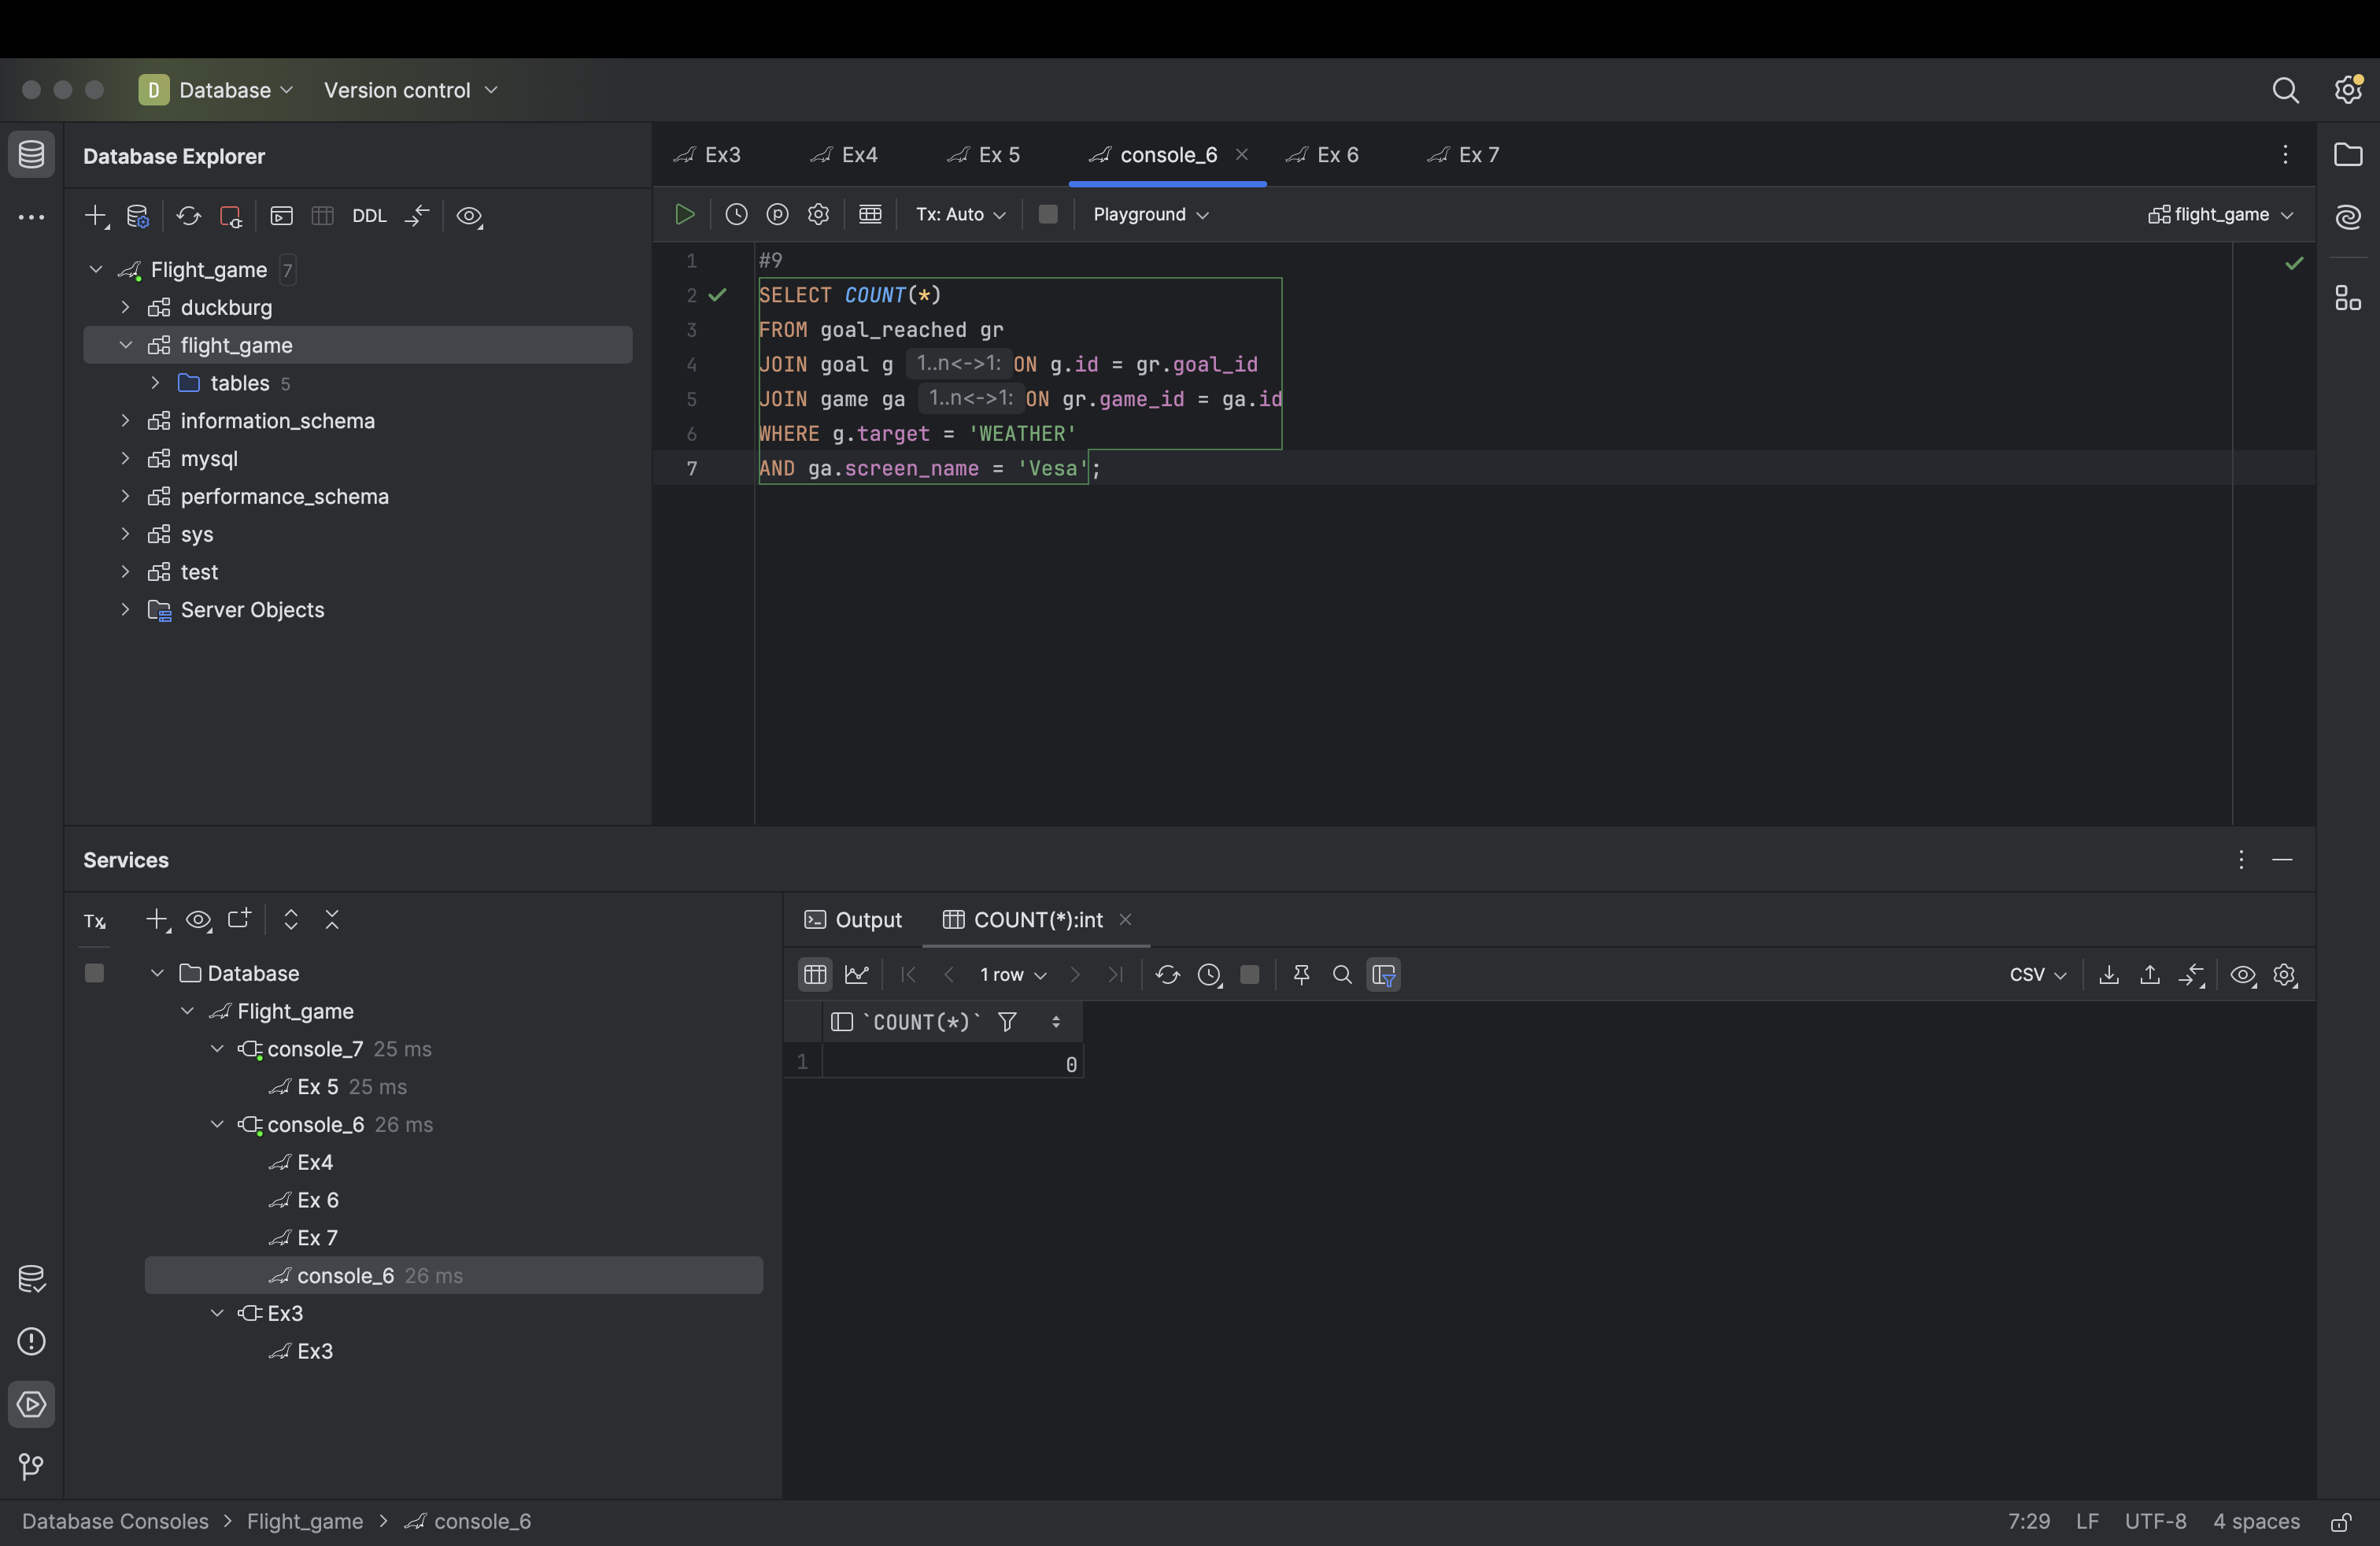 D Database Version control
Database Explorer
DDL
Flight_game 7
duckburg
flight_game
tables 5
information_schema
mysql
performance_schema
sys
test
Server Objects
Ex3 Ex4 Ex 5 console_6 Ex 6 Ex 7
Tx: Auto Playground flight_game
1 #9
2 SELECT COUNT(*)
3 FROM goal_reached gr
4 JOIN goal g 1..n<->1: ON g.id = gr.goal_id
5 JOIN game ga 1..n<->1: ON gr.game_id = ga.id
6 WHERE g.target = 'WEATHER'
7 AND ga.screen_name = 'Vesa';
Services
Tx
Database
Flight_game
console_7 25 ms
Ex 5 25 ms
console_6 26 ms
Ex4
Ex 6
Ex 7
console_6 26 ms
Ex3
Ex3
Output COUNT(*):int
1 row CSV
`COUNT(*)`
1 0
Database Consoles > Flight_game > console_6
7:29 LF UTF-8 4 spaces